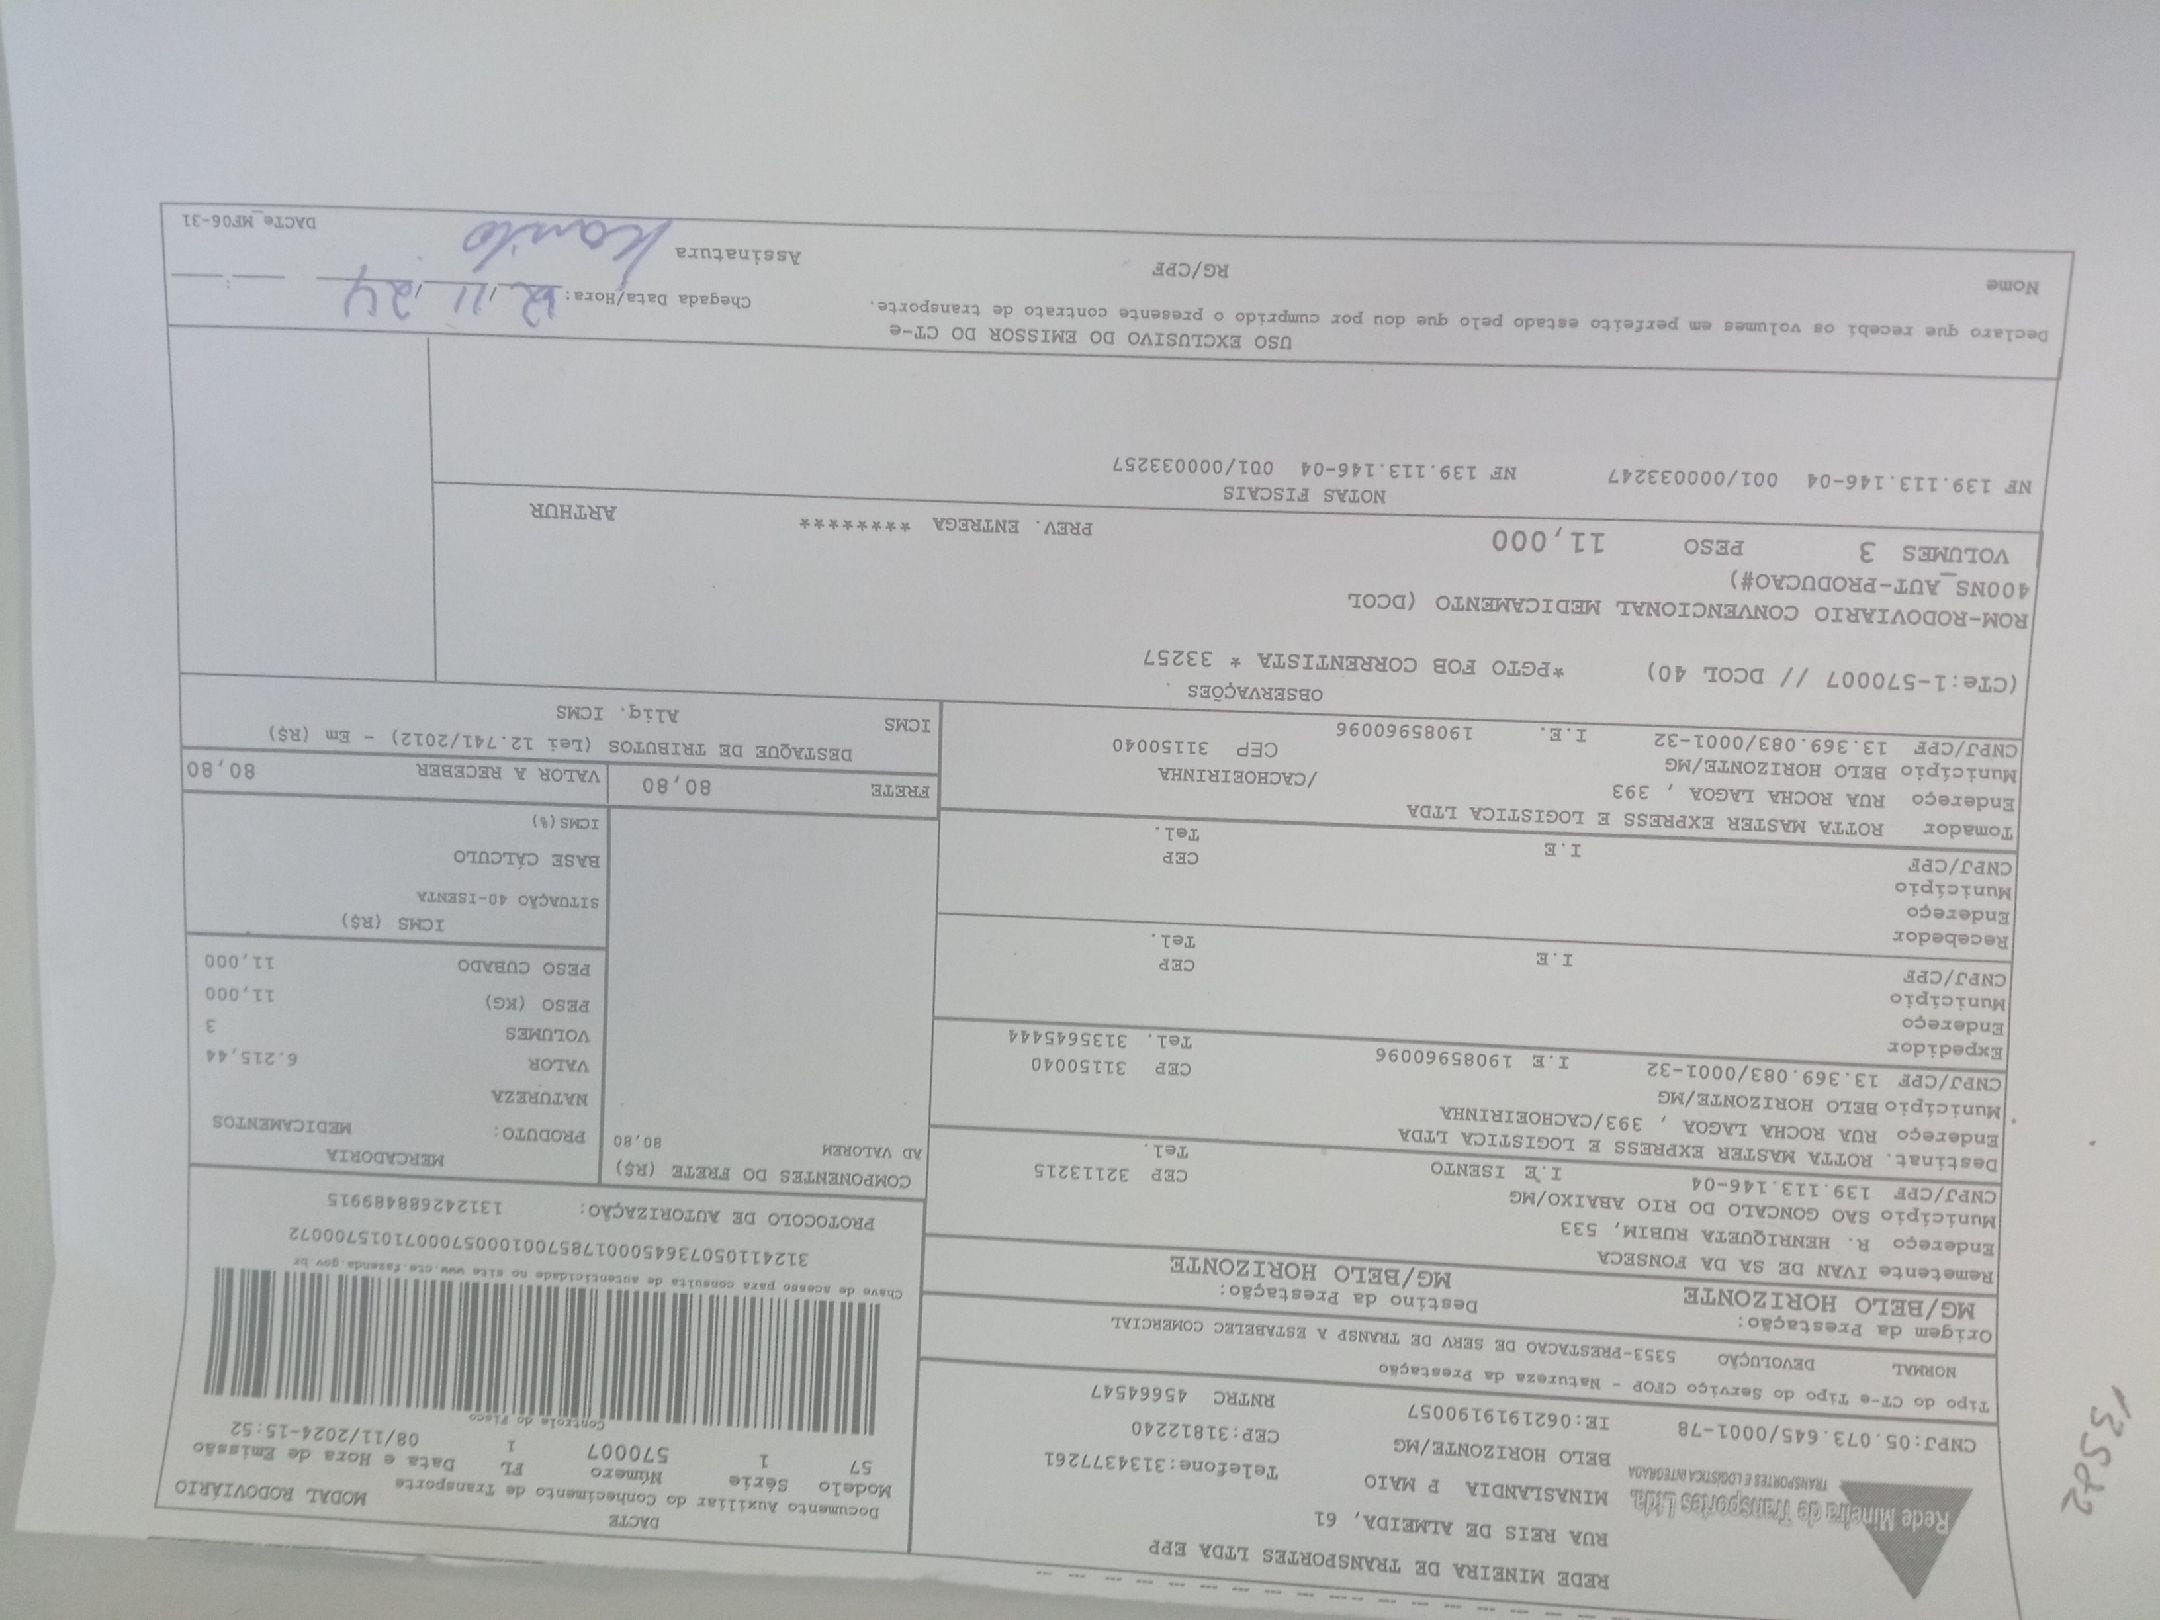 REDE MINEIRA DE TRANSPORTES LTDA EPP
RUA REIS DE ALMEIDA, 61
Rede Mineira de Transportes Ltda.
TRANSPORTES E LOGÍSTICA INTEGRADA
MINASLANDIA P MAIO Telefone:3134377261
BELO HORIZONTE/MG CEP:31812240
CNPJ:05.073.645/0001-78 IE:0621919190057 RNTRC 45664547
13582
DACTE
Documento Auxiliar do Conhecimento de Transporte MODAL RODOVIÁRIO
Modelo Série Número FL Data e Hora de Emissão
57 1 570007 1 08/11/2024-15:52
Controle do Fisco
Tipo do CT-e Tipo do Serviço CFOP - Natureza da Prestação
NORMAL DEVOLUÇÃO 5353-PRESTACAO DE SERV DE TRANSP A ESTABELEC COMERCIAL
Origem da Prestação: Destino da Prestação:
MG/BELO HORIZONTE MG/BELO HORIZONTE
Chave de acesso para consulta de autenticidade no site www.cte.fazenda.gov.br
31241105073645000178570010005700071015700072
PROTOCOLO DE AUTORIZAÇÃO: 131242688489915
Remetente IVAN DE SA DA FONSECA
Endereço R. HENRIQUETA RUBIM, 533
Município SAO GONCALO DO RIO ABAIXO/MG CEP 32113215
CNPJ/CPF 139.113.146-04 I.E ISENTO Tel.
Destinat. ROTTA MASTER EXPRESS E LOGISTICA LTDA
Endereço RUA ROCHA LAGOA , 393/CACHOEIRINHA
Município BELO HORIZONTE/MG CEP 31150040
CNPJ/CPF 13.369.083/0001-32 I.E 19085960096 Tel. 3135645444
Expedidor
Endereço
Município CEP
CNPJ/CPF I.E Tel.
Recebedor
Endereço
Município CEP
CNPJ/CPF I.E Tel.
Tomador ROTTA MASTER EXPRESS E LOGISTICA LTDA
Endereço RUA ROCHA LAGOA , 393 /CACHOEIRINHA
Município BELO HORIZONTE/MG CEP 31150040
CNPJ/CPF 13.369.083/0001-32 I.E. 19085960096
COMPONENTES DO FRETE (R$)
AD VALOREM 80,80
MERCADORIA
PRODUTO: MEDICAMENTOS
NATUREZA
VALOR 6.215,44
VOLUMES 3
PESO (KG) 11,000
PESO CUBADO 11,000
ICMS (R$)
SITUAÇÃO 40-ISENTA
BASE CÁLCULO
ICMS(%)
FRETE 80,80 VALOR A RECEBER 80,80
DESTAQUE DE TRIBUTOS (Lei 12.741/2012) - Em (R$)
ICMS Aliq. ICMS
OBSERVAÇÕES
(CTe:1-570007 // DCOL 40) *PGTO FOB CORRENTISTA * 33257
ROM-RODOVIARIO CONVENCIONAL MEDICAMENTO (DCOL
400NS_AUT-PRODUCAO#)
VOLUMES 3 PESO 11,000 PREV. ENTREGA ******** ARTHUR
NOTAS FISCAIS
NF 139.113.146-04 001/000033247 NF 139.113.146-04 001/000033257
USO EXCLUSIVO DO EMISSOR DO CT-e
Declaro que recebi os volumes em perfeito estado pelo que dou por cumprido o presente contrato de transporte. Chegada Data/Hora: 12/11/24 __:__
Nome RG/CPF Assinatura
DACTe_MF06-31